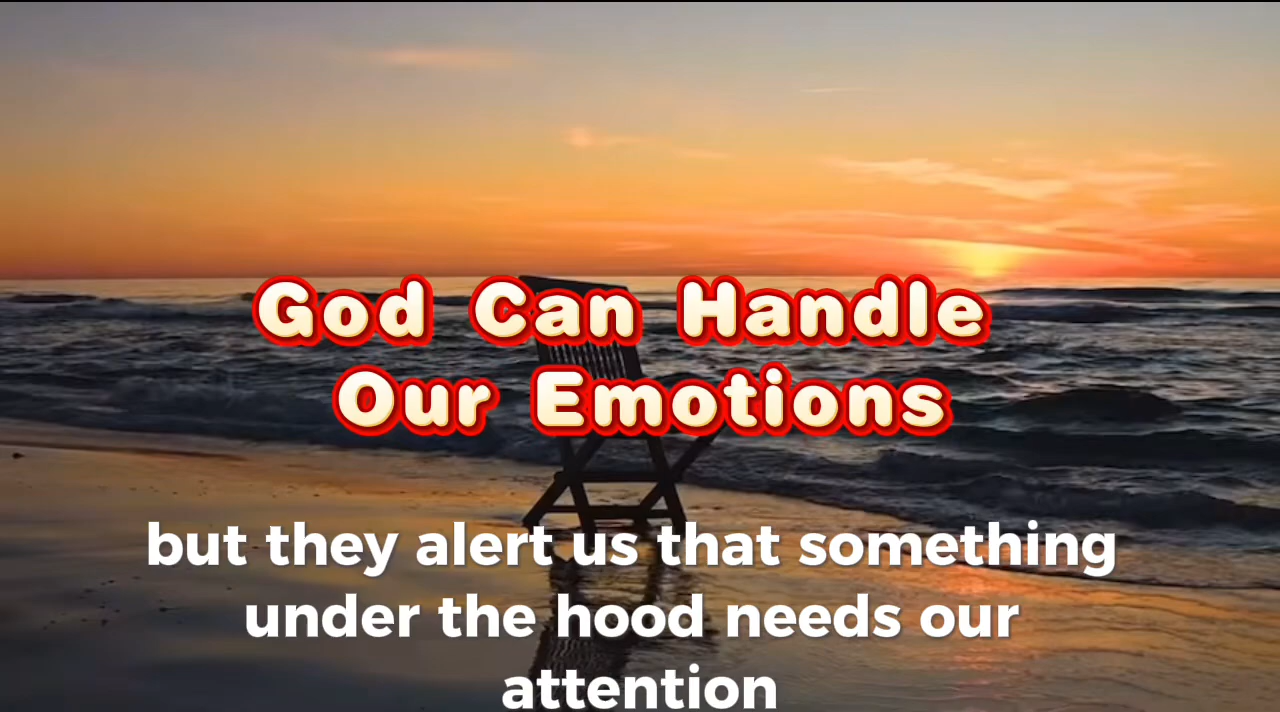 God Can Handle
Our Emotions
but they alert us that something
under the hood needs our
attention